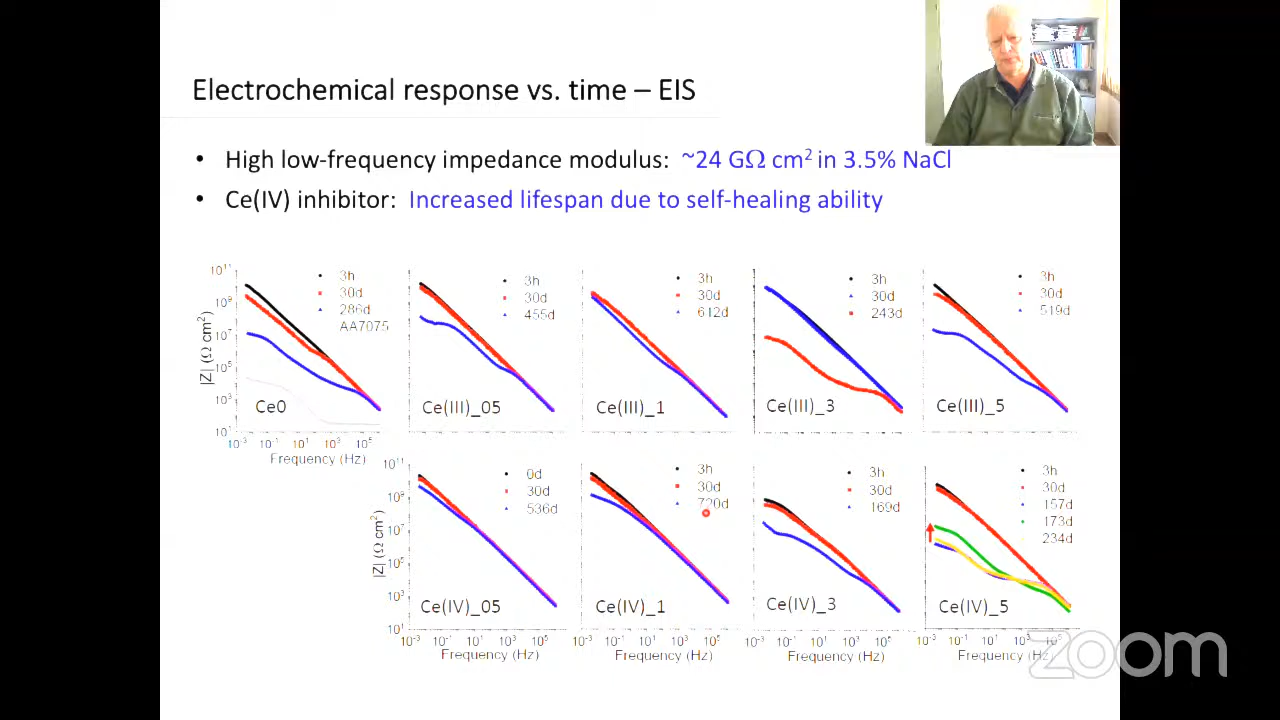 Electrochemical response vs. time – EIS
• High low-frequency impedance modulus: ~24 GΩ cm² in 3.5% NaCl
• Ce(IV) inhibitor: Increased lifespan due to self-healing ability
10¹¹
10⁹
10⁷
10⁵
10³
10¹
|Z| (Ω cm²)
3h
30d
286d
AA7075
Ce0
10⁻³ 10⁻¹ 10¹ 10³ 10⁵
Frequency (Hz)
3h
30d
455d
Ce(III)_05
3h
30d
612d
Ce(III)_1
3h
30d
243d
Ce(III)_3
3h
30d
519d
Ce(III)_5
10¹¹
10⁹
10⁷
10⁵
10³
10¹
|Z| (Ω cm²)
0d
30d
536d
Ce(IV)_05
10⁻³ 10⁻¹ 10¹ 10³ 10⁵
Frequency (Hz)
3h
30d
720d
Ce(IV)_1
10⁻³ 10⁻¹ 10¹ 10³ 10⁵
Frequency (Hz)
3h
30d
169d
Ce(IV)_3
10⁻³ 10⁻¹ 10¹ 10³ 10⁵
Frequency (Hz)
3h
30d
157d
173d
234d
Ce(IV)_5
10⁻³ 10⁻¹ 10¹ 10³ 10⁵
Frequency (Hz)
zoom